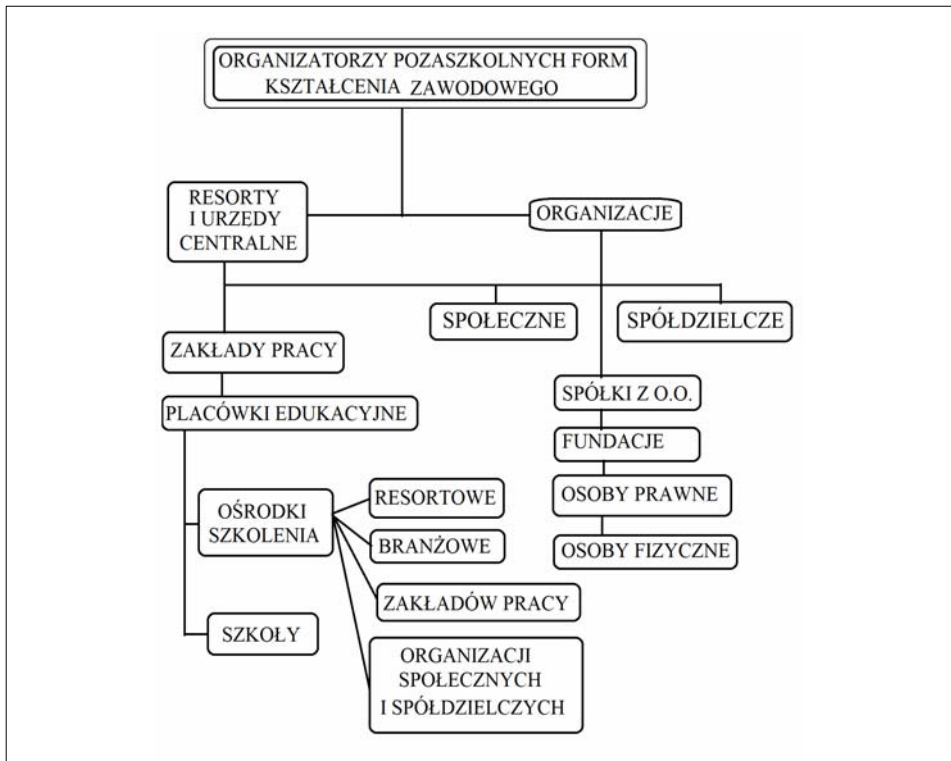 ORGANIZATORZY POZASZKOLNYCH FORM
KSZTAŁCENIA ZAWODOWEGO
RESORTY
I URZĘDY
CENTRALNE
ORGANIZACJE
SPOŁECZNE
SPÓŁDZIELCZE
ZAKŁADY PRACY
SPÓŁKI Z O.O.
PLACÓWKI EDUKACYJNE
FUNDACJE
OSOBY PRAWNE
OSOBY FIZYCZNE
OŚRODKI
SZKOLENIA
RESORTOWE
BRANŻOWE
ZAKŁADÓW PRACY
ORGANIZACJI
SPOŁECZNYCH
I SPÓŁDZIELCZYCH
SZKOŁY